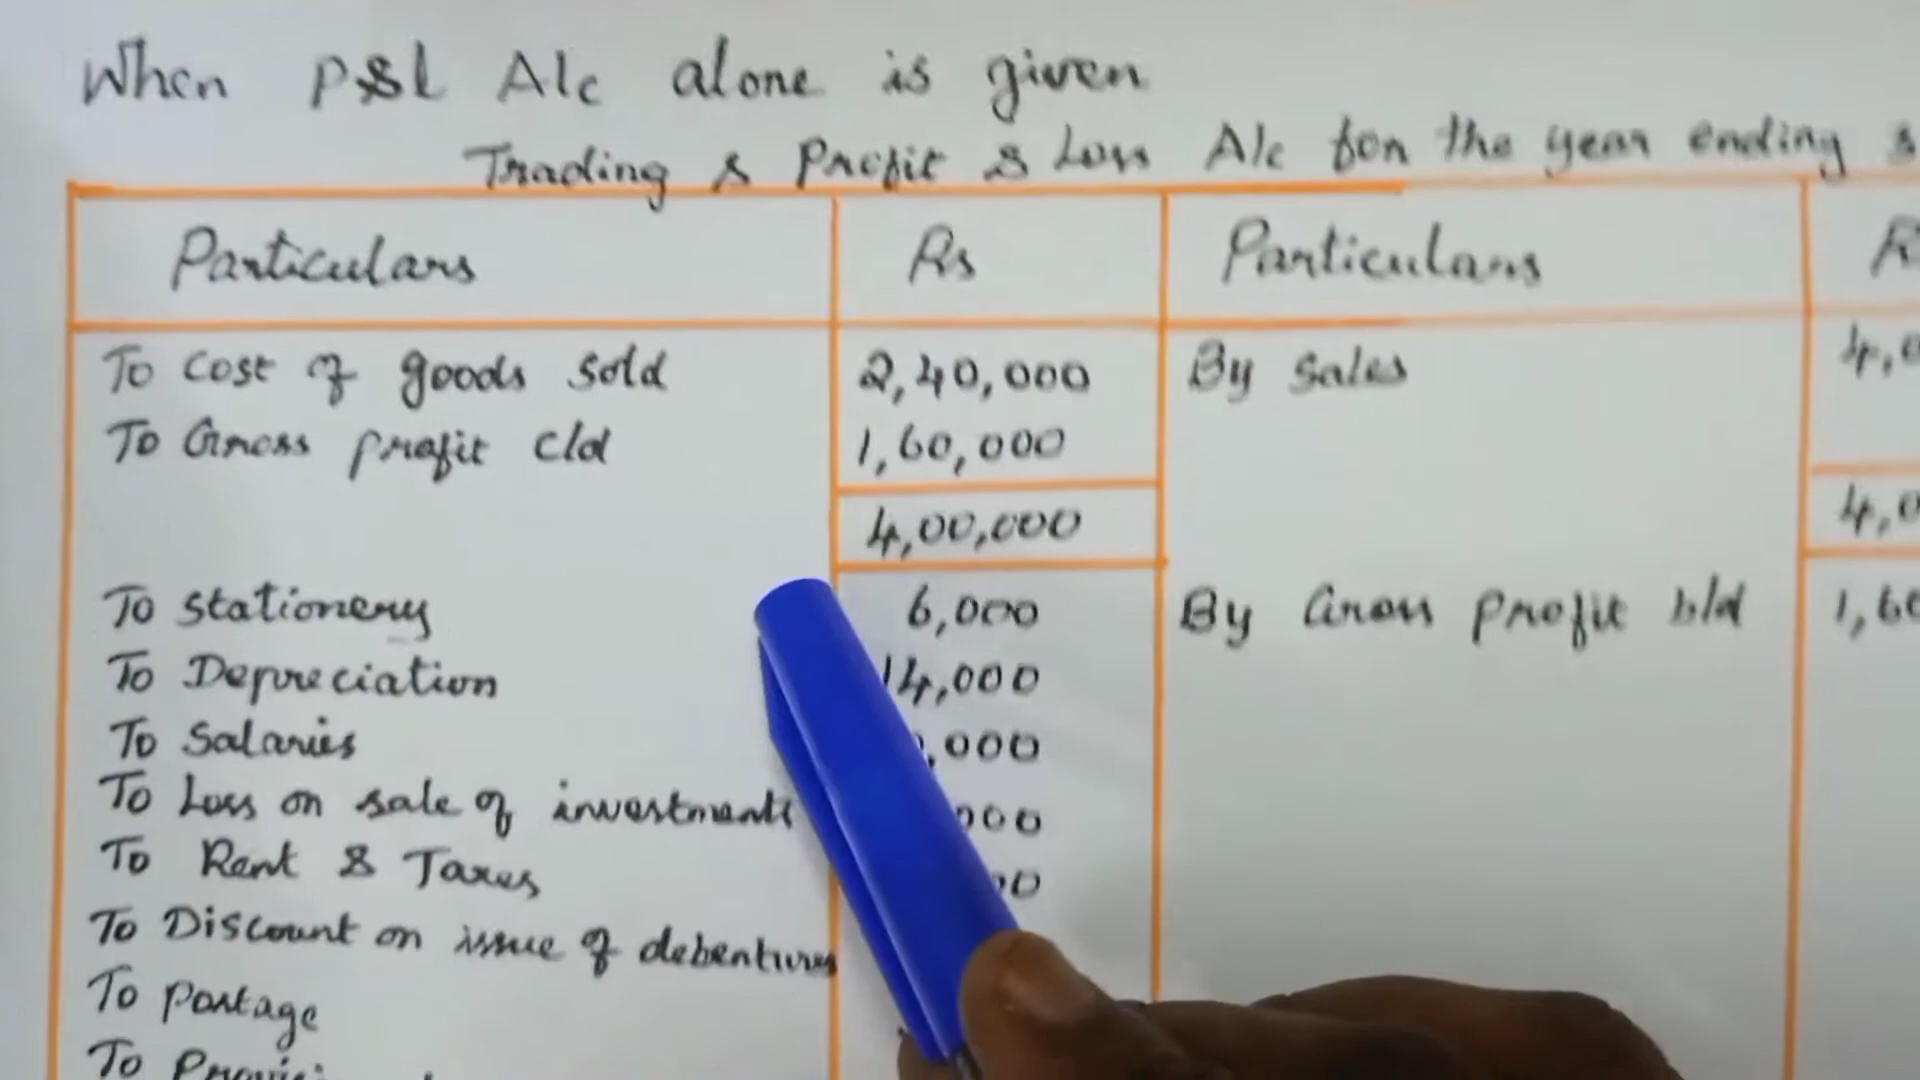 When P&L A/c alone is given
Trading & Profit & Loss A/c for the year ending
Particulars Rs Particulars
To Cost of goods sold 2,40,000 By Sales
To Gross profit c/d 1,60,000
4,00,000
To Stationery 6,000 By Gross profit b/d
To Depreciation 14,000
To Salaries
To Loss on sale of investments
To Rent & Taxes
To Discount on issue of debentures
To Postage
To